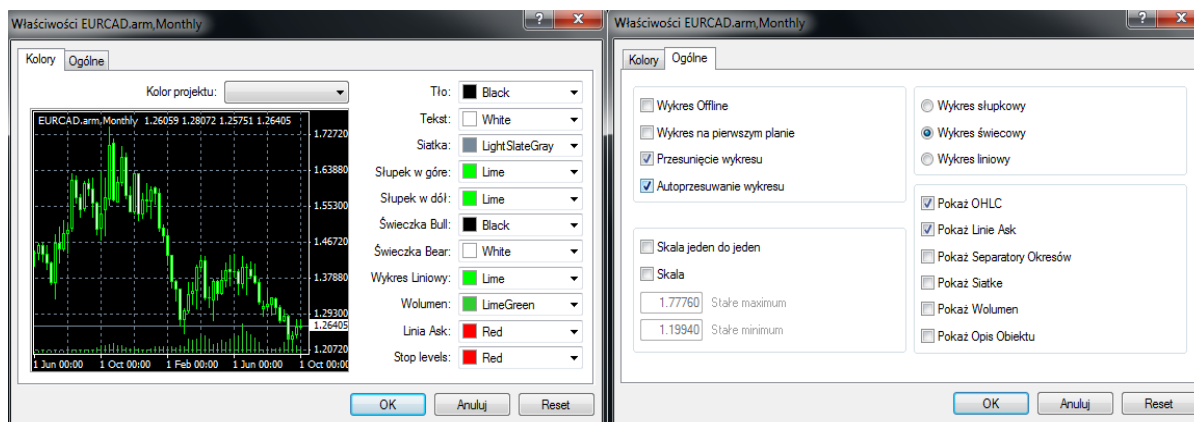 Właściwości EURCAD.arm,Monthly
Kolory Ogólne
Kolor projektu:
EURCAD.arm,Monthly 1.26059 1.28072 1.25751 1.26405
1.72720
1.63880
1.55300
1.46720
1.37880
1.29300
1.26405
1.20720
1 Jun 00:00 1 Oct 00:00 1 Feb 00:00 1 Jun 00:00 1 Oct 00:00
Tło: Black
Tekst: White
Siatka: LightSlateGray
Słupek w góre: Lime
Słupek w dół: Lime
Świeczka Bull: Black
Świeczka Bear: White
Wykres Liniowy: Lime
Wolumen: LimeGreen
Linia Ask: Red
Stop levels: Red
OK Anuluj Reset
Właściwości EURCAD.arm,Monthly
Kolory Ogólne
Wykres Offline
Wykres na pierwszym planie
Przesunięcie wykresu
Autoprzesuwanie wykresu
Skala jeden do jeden
Skala
1.77760 Stałe maximum
1.19940 Stałe minimum
Wykres słupkowy
Wykres świecowy
Wykres liniowy
Pokaż OHLC
Pokaż Linie Ask
Pokaż Separatory Okresów
Pokaż Siatke
Pokaż Wolumen
Pokaż Opis Obiektu
OK Anuluj Reset